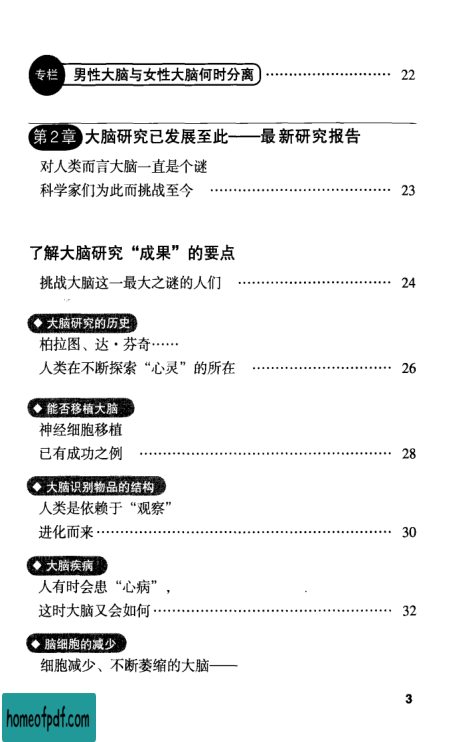 专栏 男性大脑与女性大脑何时分离 ………………………… 22
第2章 大脑研究已发展至此——最新研究报告
对人类而言大脑一直是个谜
科学家们为此而挑战至今 ………………………………… 23
了解大脑研究“成果”的要点
挑战大脑这一最大之谜的人们 ……………………………… 24
◆ 大脑研究的历史
柏拉图、达·芬奇……
人类在不断探索“心灵”的所在 …………………………… 26
◆ 能否移植大脑
神经细胞移植
已有成功之例 ……………………………………………… 28
◆ 大脑识别物品的结构
人类是依赖于“观察”
进化而来……………………………………………………… 30
◆ 大脑疾病
人有时会患“心病”，
这时大脑又会如何…………………………………………… 32
◆ 脑细胞的减少
细胞减少、不断萎缩的大脑——
3
homeofpdf.com